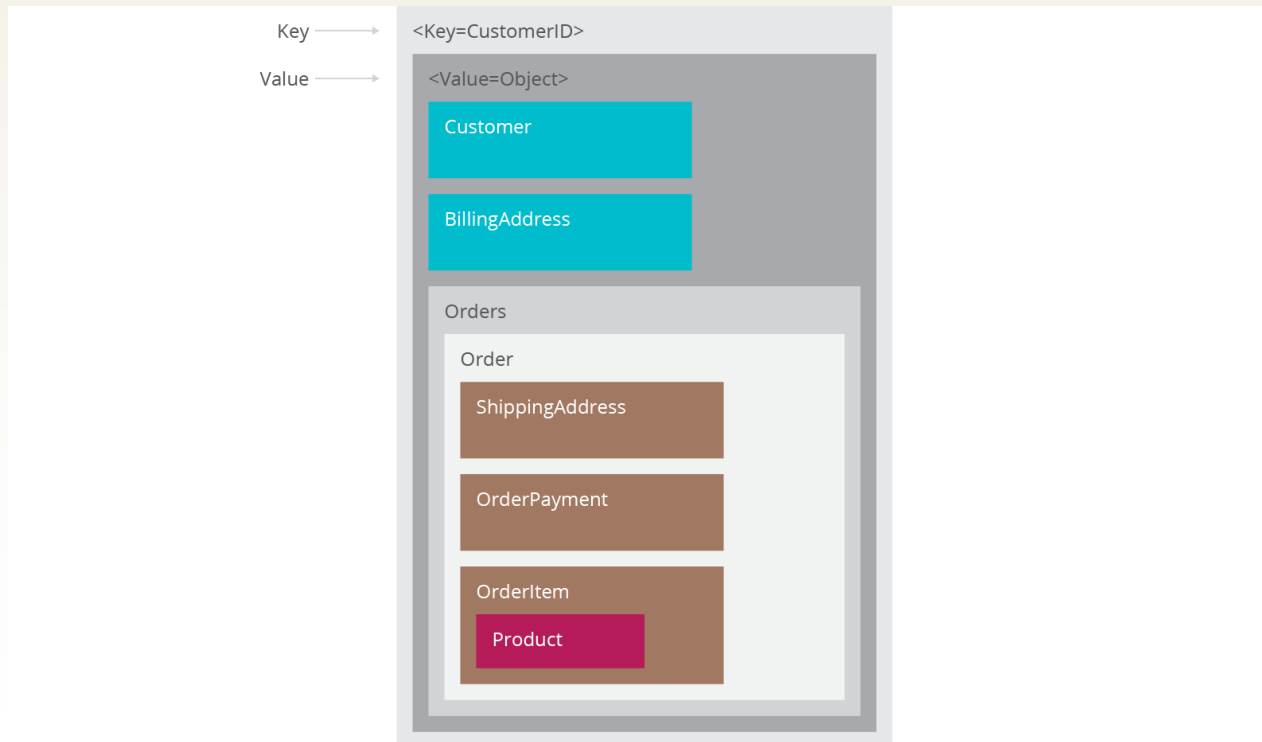 Key
<Key=CustomerID>
Value
<Value=Object>
Customer
BillingAddress
Orders
Order
ShippingAddress
OrderPayment
OrderItem
Product